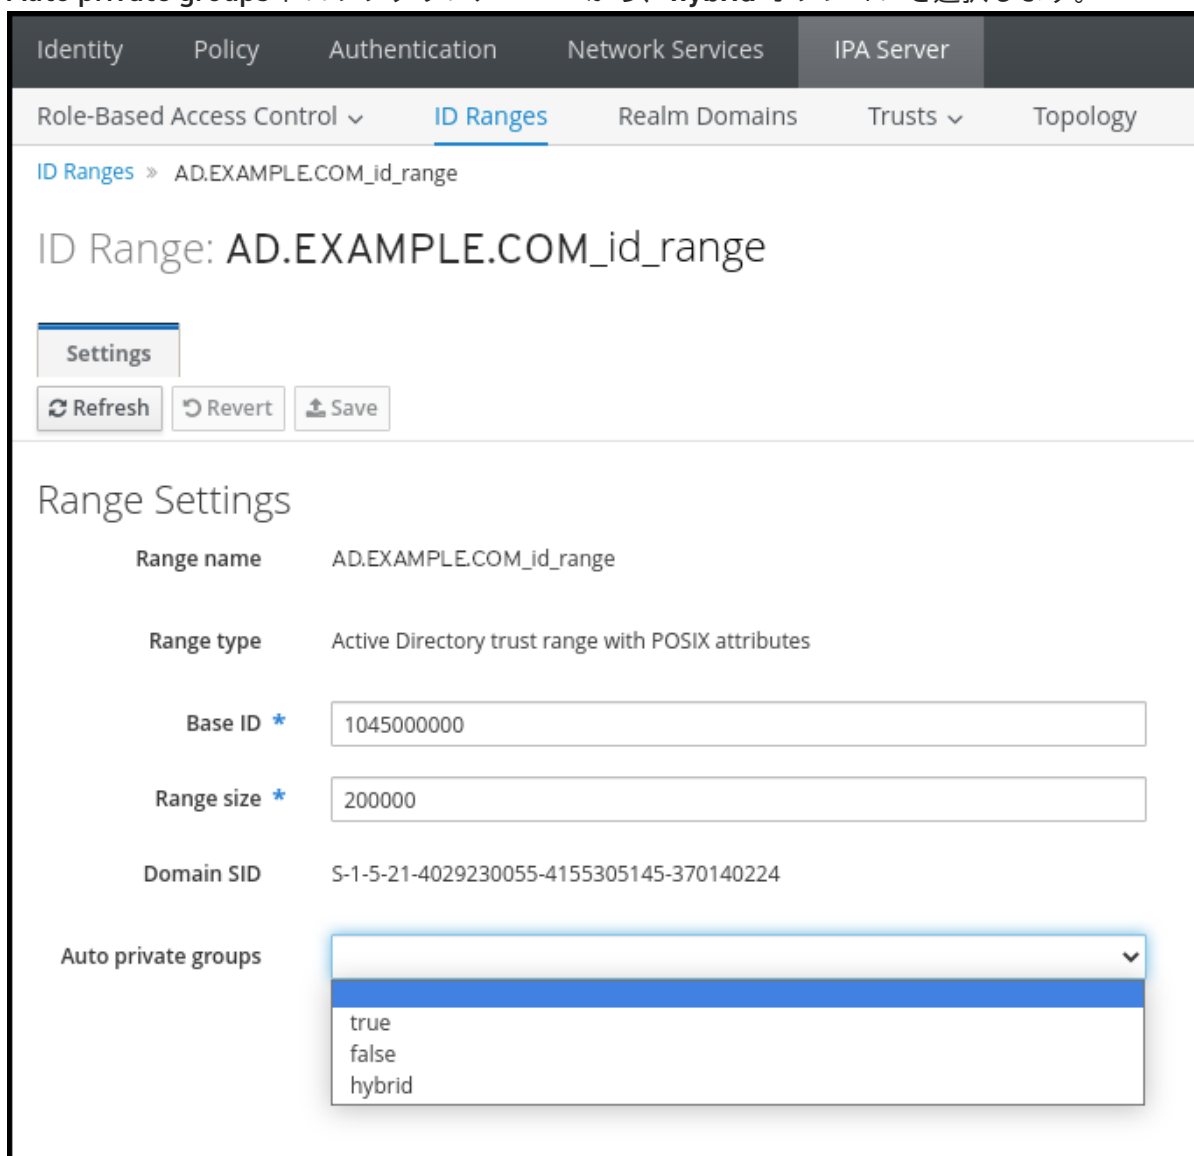 Identity Policy Authentication Network Services IPA Server
Role-Based Access Control ID Ranges Realm Domains Trusts Topology
ID Ranges » AD.EXAMPLE.COM_id_range
ID Range: AD.EXAMPLE.COM_id_range
Settings
Refresh Revert Save
Range Settings
Range name AD.EXAMPLE.COM_id_range
Range type Active Directory trust range with POSIX attributes
Base ID * 1045000000
Range size * 200000
Domain SID S-1-5-21-4029230055-4155305145-370140224
Auto private groups
true
false
hybrid